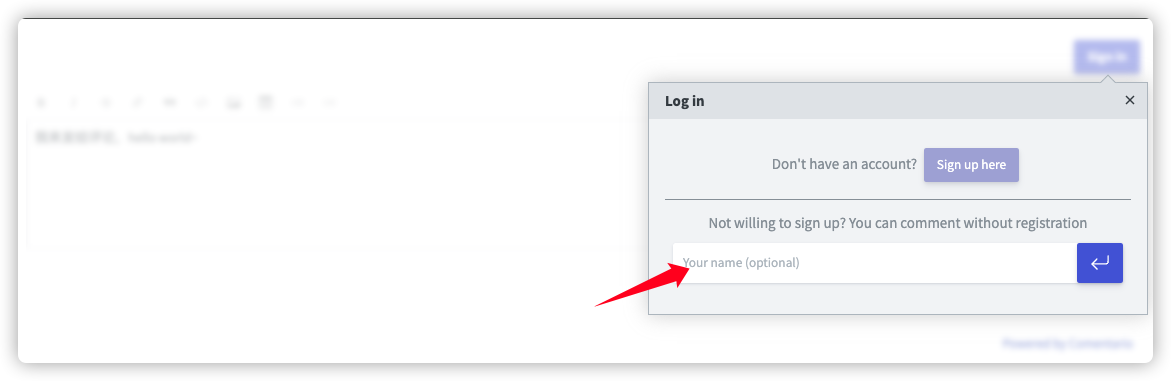 Sign in
Log in
Don't have an account? Sign up here
Not willing to sign up? You can comment without registration
Your name (optional)
Powered by Comentario